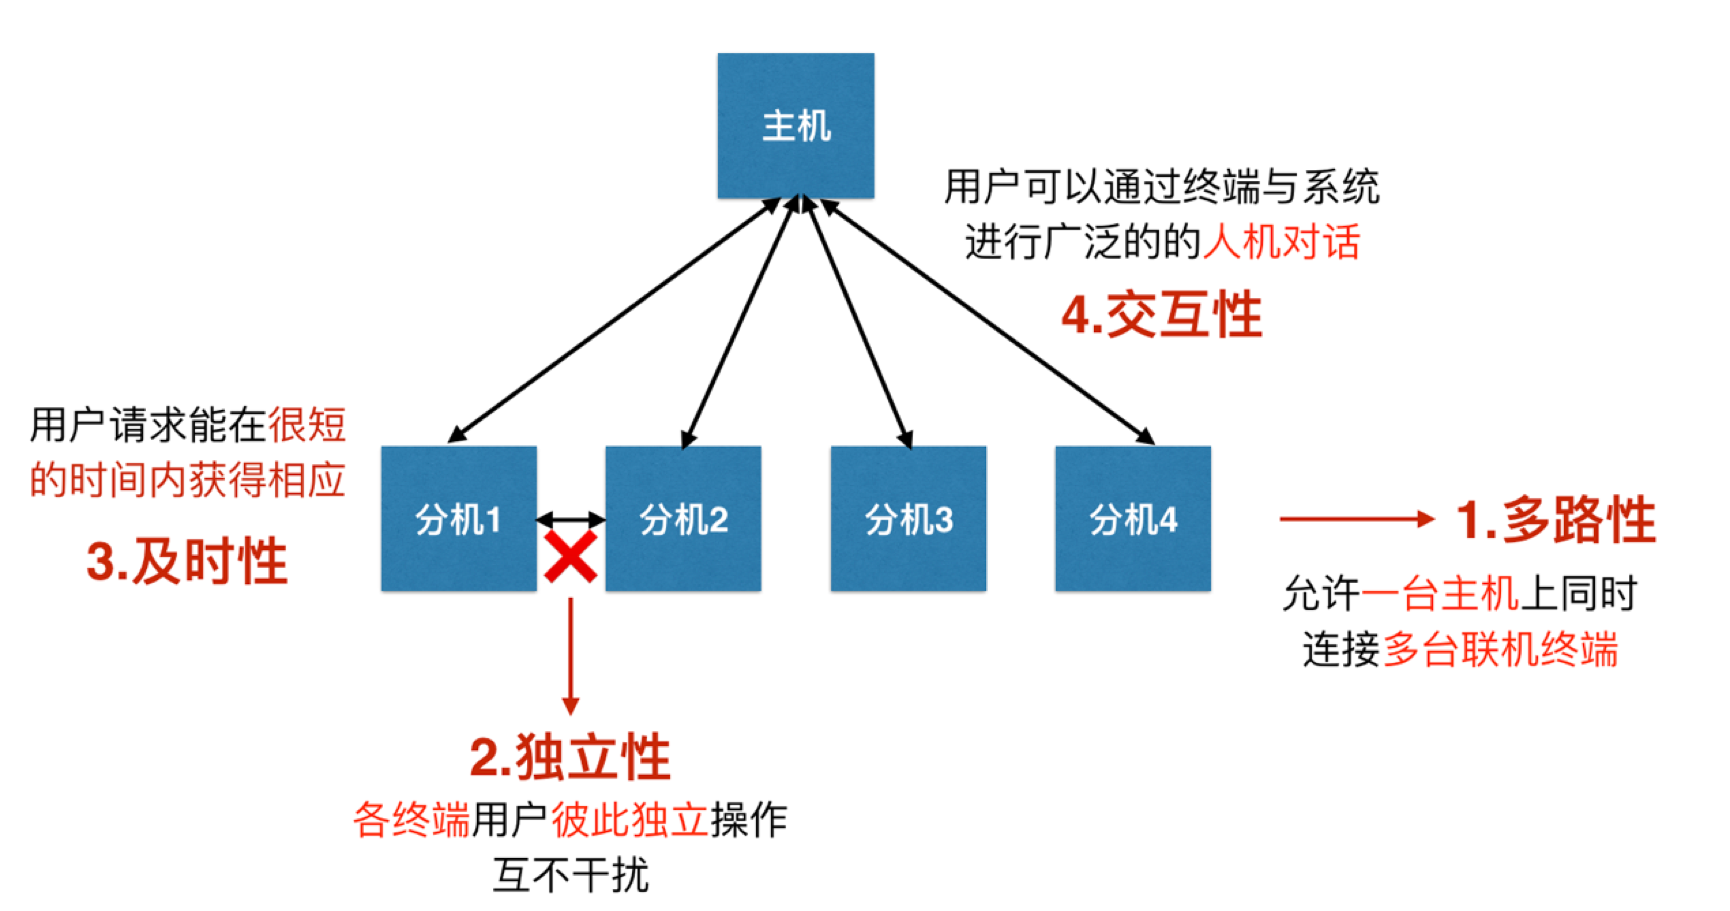 主机
用户可以通过终端与系统
进行广泛的的人机对话
4.交互性
用户请求能在很短
的时间内获得相应
3.及时性
分机1
分机2
分机3
分机4
1.多路性
允许一台主机上同时
连接多台联机终端
2.独立性
各终端用户彼此独立操作
互不干扰